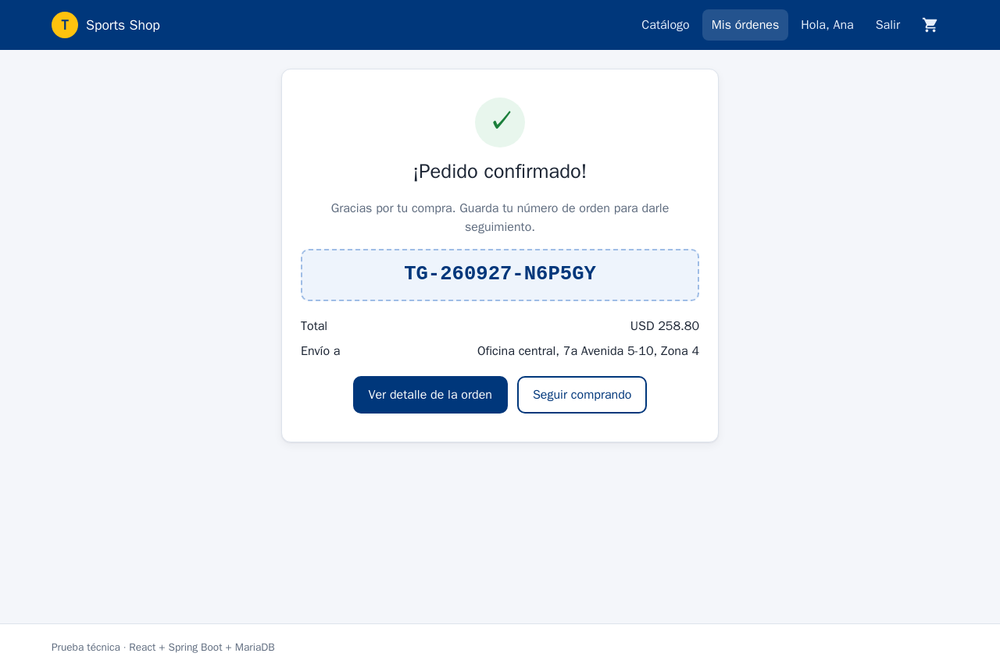 T Sports Shop Catálogo Mis órdenes Hola, Ana Salir
✓
¡Pedido confirmado!
Gracias por tu compra. Guarda tu número de orden para darle
seguimiento.
TG-260927-N6P5GY
Total USD 258.80
Envío a Oficina central, 7a Avenida 5-10, Zona 4
Ver detalle de la orden Seguir comprando
Prueba técnica · React + Spring Boot + MariaDB